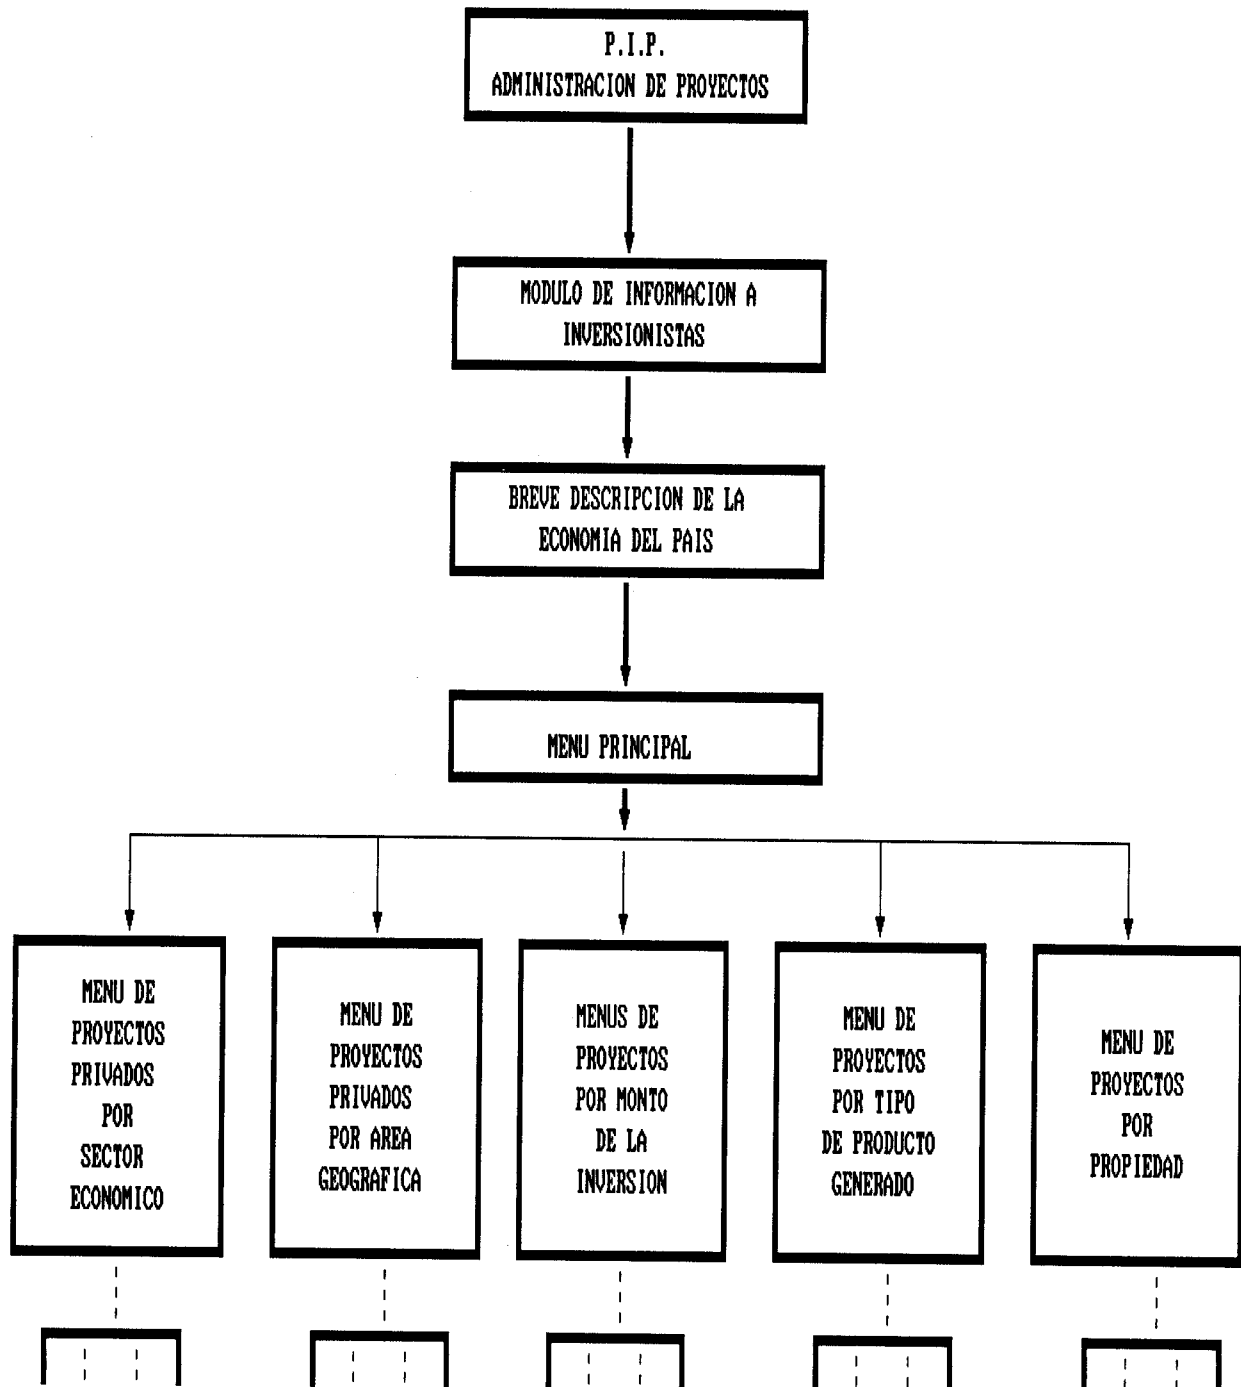 P.I.P.
ADMINISTRACION DE PROYECTOS
MODULO DE INFORMACION A
INVERSIONISTAS
BREVE DESCRIPCION DE LA
ECONOMIA DEL PAIS
MENU PRINCIPAL
MENU DE
PROYECTOS
PRIVADOS
POR
SECTOR
ECONOMICO
MENU DE
PROYECTOS
PRIVADOS
POR AREA
GEOGRAFICA
MENUS DE
PROYECTOS
POR MONTO
DE LA
INVERSION
MENU DE
PROYECTOS
POR TIPO
DE PRODUCTO
GENERADO
MENU DE
PROYECTOS
POR
PROPIEDAD